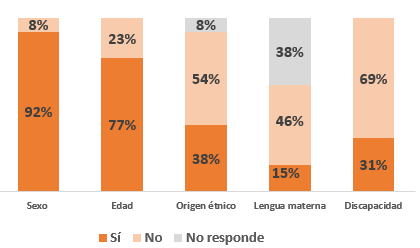 8% 23% 8% 38% 69%
92% 77% 54% 46% 31%
38% 15%
Sexo Edad Origen étnico Lengua materna Discapacidad
Sí No No responde